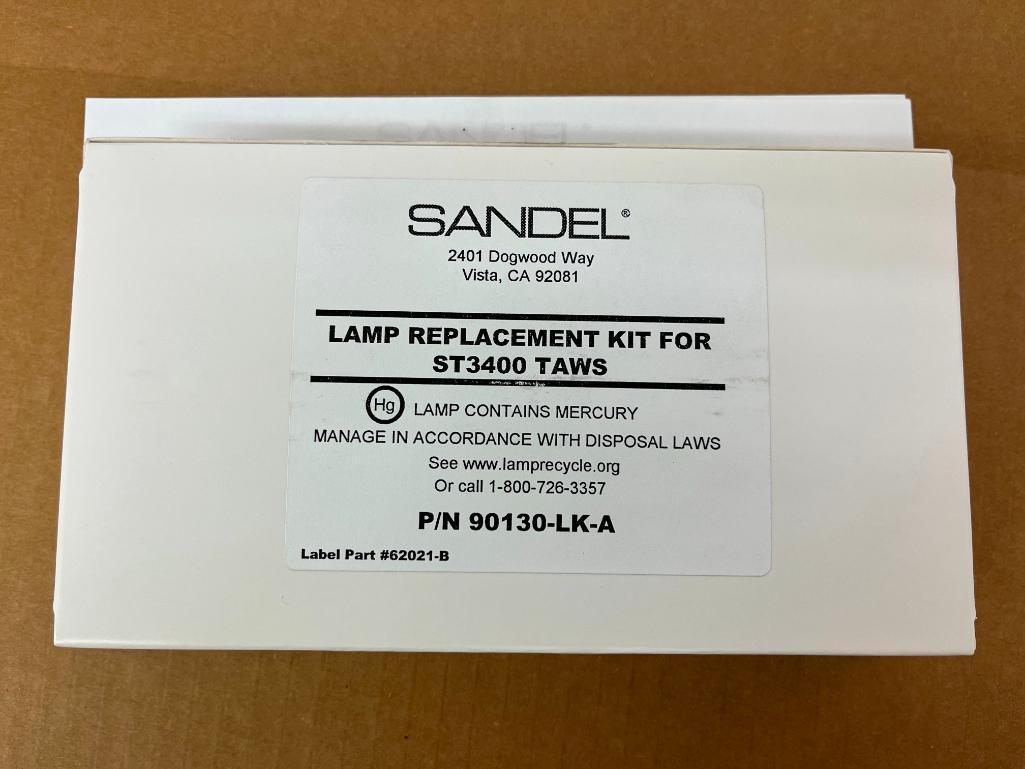 SANDEL®
2401 Dogwood Way
Vista, CA 92081
LAMP REPLACEMENT KIT FOR
ST3400 TAWS
Hg LAMP CONTAINS MERCURY
MANAGE IN ACCORDANCE WITH DISPOSAL LAWS
See www.lamprecycle.org
Or call 1-800-726-3357
P/N 90130-LK-A
Label Part #62021-B